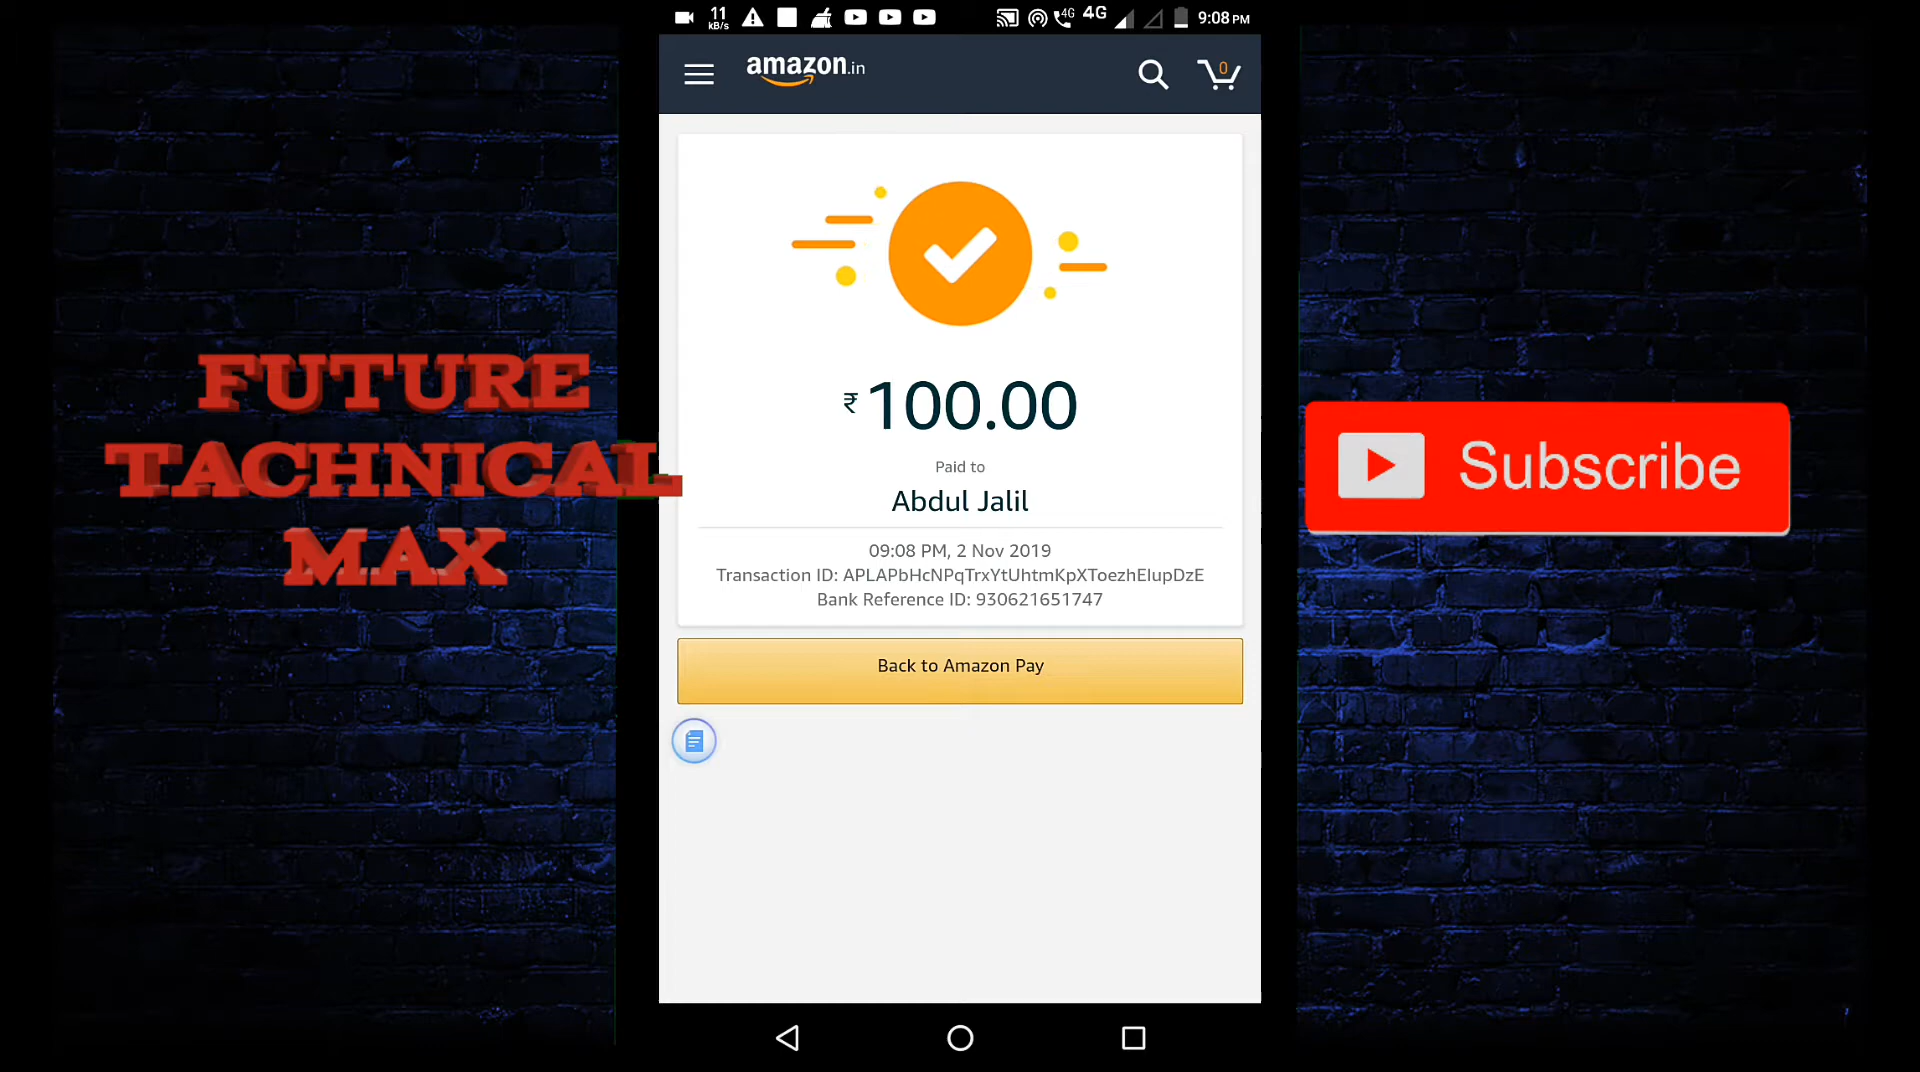 11
kB/s
4G
4G
9:08 PM
amazon.in
0
₹100.00
Paid to
Abdul Jalil
09:08 PM, 2 Nov 2019
Transaction ID: APLAPbHcNPqTrxYtUhtmKpXToezhElupDzE
Bank Reference ID: 930621651747
Back to Amazon Pay
FUTURE
TACHNICAL
MAX
Subscribe